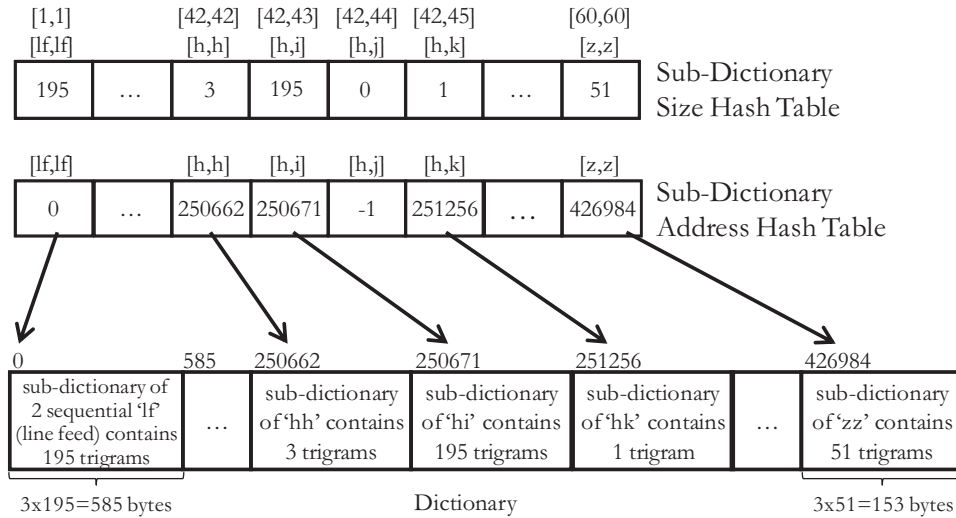 [1,1] [42,42] [42,43] [42,44] [42,45] [60,60]
[lf,lf] [h,h] [h,i] [h,j] [h,k] [z,z]
195 … 3 195 0 1 … 51
Sub-Dictionary
Size Hash Table
[lf,lf] [h,h] [h,i] [h,j] [h,k] [z,z]
0 … 250662 250671 -1 251256 … 426984
Sub-Dictionary
Address Hash Table
0 585 250662 250671 251256 426984
sub-dictionary of
2 sequential ‘lf’
(line feed) contains
195 trigrams
…
sub-dictionary
of ‘hh’ contains
3 trigrams
sub-dictionary
of ‘hi’ contains
195 trigrams
sub-dictionary
of ‘hk’ contains
1 trigram
…
sub-dictionary
of ‘zz’ contains
51 trigrams
3x195=585 bytes
Dictionary
3x51=153 bytes